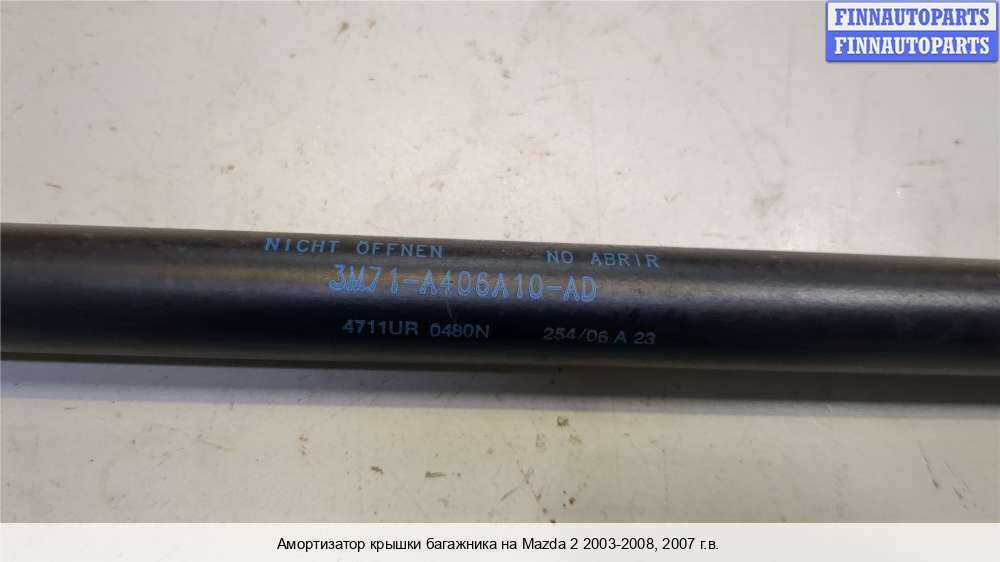 FINNAUTOPARTS
FINNAUTOPARTS
NICHT ÖFFNEN NO ABRIR
3M71-A406A10-AD
4711UR 0480N 254/06 A 23
Амортизатор крышки багажника на Mazda 2 2003-2008, 2007 г.в.